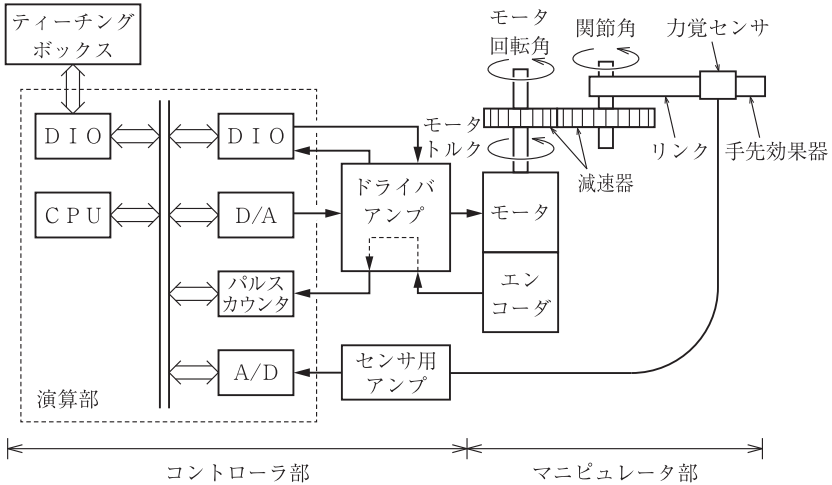 ティーチング
ボックス
モータ
回転角
関節角
力覚センサ
DIO
DIO
モータ
トルク
リンク
手先効果器
減速器
CPU
D/A
ドライバ
アンプ
モータ
パルス
カウンタ
エン
コーダ
A/D
センサ用
アンプ
演算部
コントローラ部
マニピュレータ部